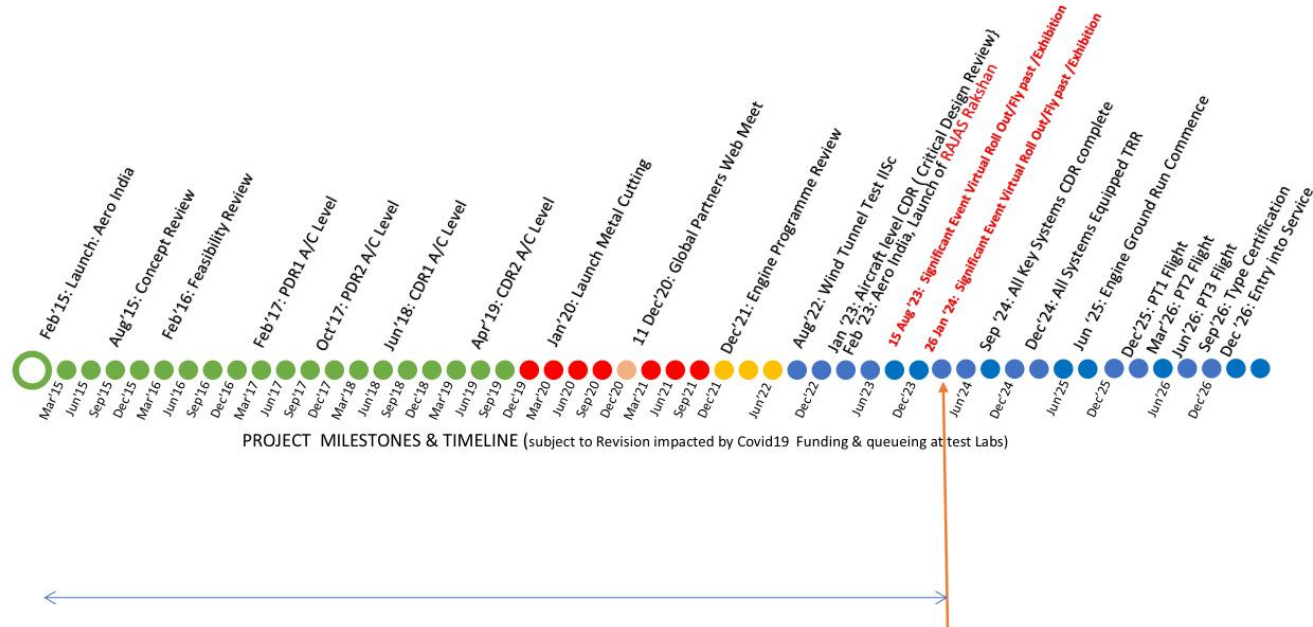 Feb'15: Launch: Aero India
Aug'15: Concept Review
Feb'16: Feasibility Review
Feb'17: PDR1 A/C Level
Oct'17: PDR2 A/C Level
Jun'18: CDR1 A/C Level
Apr'19: CDR2 A/C Level
Jan'20: Launch Metal Cutting
11 Dec'20: Global Partners Web Meet
Dec'21: Engine Programme Review
Aug'22: Wind Tunnel Test IISc
Jan '23: Aircraft level CDR ( Critical Design Review}
Feb '23: Aero India, Launch of RAJAS Rakshan
15 Aug '23: Significant Event Virtual Roll Out/Fly past /Exhibition
26 Jan '24: Significant Event Virtual Roll Out/Fly past /Exhibition
Sep '24: All Key Systems CDR complete
Dec'24: All Systems Equipped TRR
Jun '25: Engine Ground Run Commence
Dec'25: PT1 Flight
Mar'26: PT2 Flight
Jun'26: PT3 Flight
Sep'26: Type Certification
Dec '26: Entry into Service
Mar'15
Jun'15
Sep'15
Dec'15
Mar'16
Jun'16
Sep'16
Dec'16
Mar'17
Jun'17
Sep'17
Dec'17
Mar'18
Jun'18
Sep'18
Dec'18
Mar'19
Jun'19
Sep'19
Dec'19
Mar'20
Jun'20
Sep'20
Dec'20
Mar'21
Jun'21
Sep'21
Dec'21
Jun'22
Dec'22
Jun'23
Dec'23
Jun'24
Dec'24
Jun'25
Dec'25
Jun'26
Dec'26
PROJECT MILESTONES & TIMELINE (subject to Revision impacted by Covid19 Funding & queueing at test Labs)